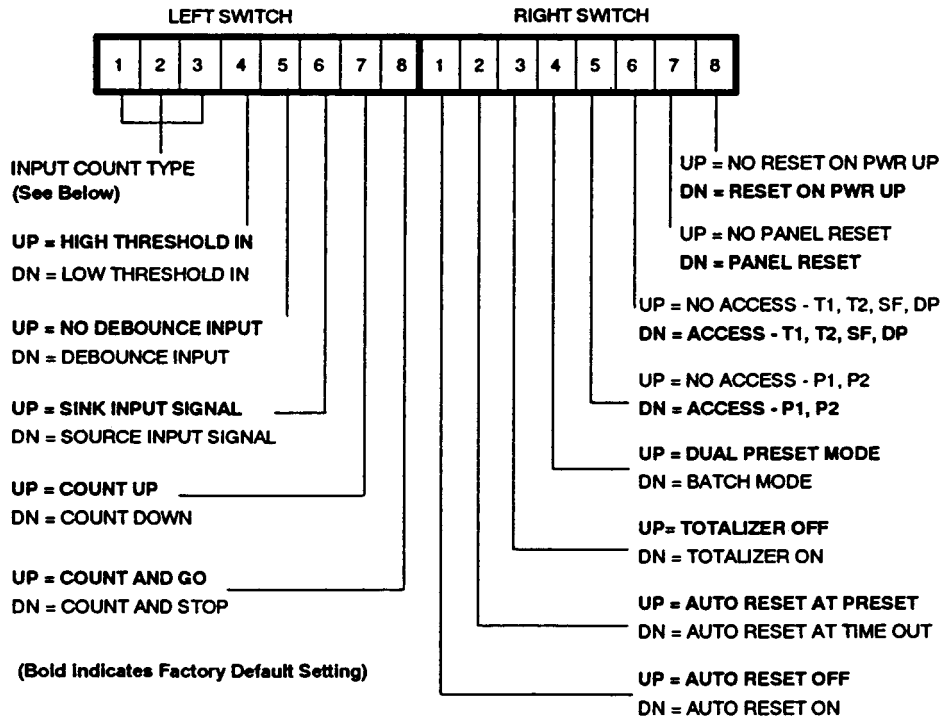 LEFT SWITCH
RIGHT SWITCH
1 2 3 4 5 6 7 8 1 2 3 4 5 6 7 8
INPUT COUNT TYPE
(See Below)
UP = HIGH THRESHOLD IN
DN = LOW THRESHOLD IN
UP = NO DEBOUNCE INPUT
DN = DEBOUNCE INPUT
UP = SINK INPUT SIGNAL
DN = SOURCE INPUT SIGNAL
UP = COUNT UP
DN = COUNT DOWN
UP = COUNT AND GO
DN = COUNT AND STOP
(Bold Indicates Factory Default Setting)
UP = NO RESET ON PWR UP
DN = RESET ON PWR UP
UP = NO PANEL RESET
DN = PANEL RESET
UP = NO ACCESS - T1, T2, SF, DP
DN = ACCESS - T1, T2, SF, DP
UP = NO ACCESS - P1, P2
DN = ACCESS - P1, P2
UP = DUAL PRESET MODE
DN = BATCH MODE
UP= TOTALIZER OFF
DN = TOTALIZER ON
UP = AUTO RESET AT PRESET
DN = AUTO RESET AT TIME OUT
UP = AUTO RESET OFF
DN = AUTO RESET ON